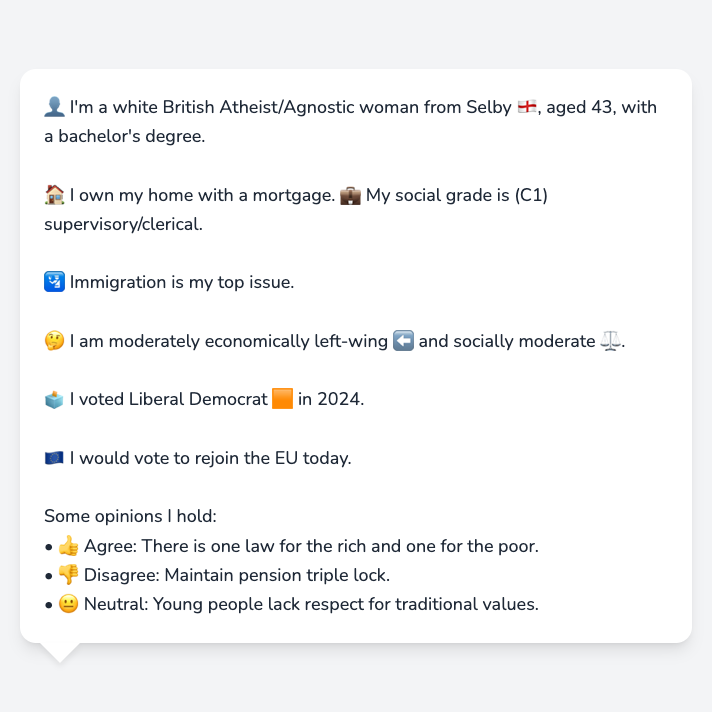 👤 I'm a white British Atheist/Agnostic woman from Selby 🏴󠁧󠁢󠁥󠁮󠁧󠁿, aged 43, with
a bachelor's degree.
🏠 I own my home with a mortgage. 💼 My social grade is (C1)
supervisory/clerical.
🛂 Immigration is my top issue.
🤔 I am moderately economically left-wing ⬅️ and socially moderate ⚖️.
🗳️ I voted Liberal Democrat 🟧 in 2024.
🇪🇺 I would vote to rejoin the EU today.
Some opinions I hold:
• 👍 Agree: There is one law for the rich and one for the poor.
• 👎 Disagree: Maintain pension triple lock.
• 😐 Neutral: Young people lack respect for traditional values.